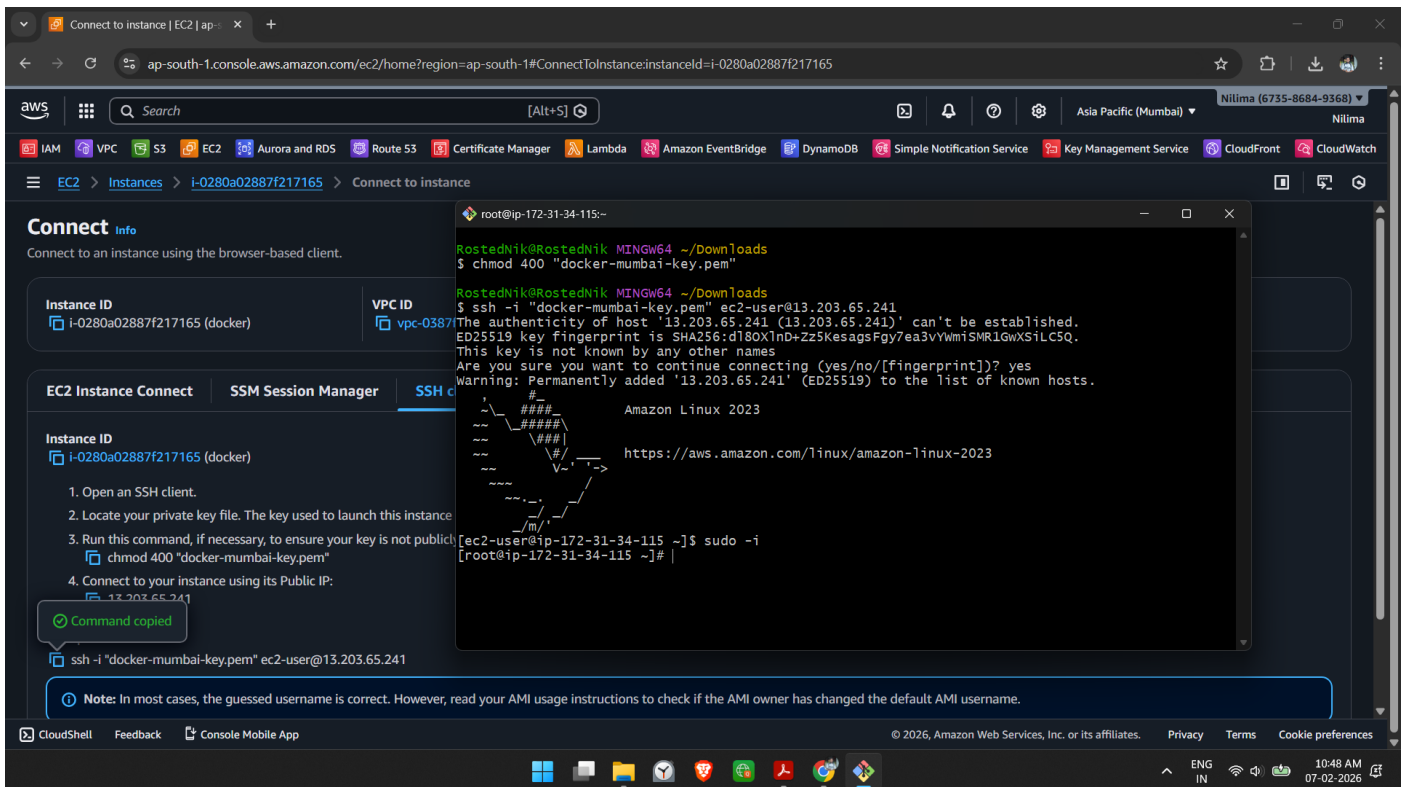 Connect to instance | EC2 | ap-s
ap-south-1.console.aws.amazon.com/ec2/home?region=ap-south-1#ConnectToInstance:instanceId=i-0280a02887f217165
aws
Search [Alt+S]
Asia Pacific (Mumbai)
Nilima (6735-8684-9368)
Nilima
IAM VPC S3 EC2 Aurora and RDS Route 53 Certificate Manager Lambda Amazon EventBridge DynamoDB Simple Notification Service Key Management Service CloudFront CloudWatch
EC2 > Instances > i-0280a02887f217165 > Connect to instance
Connect Info
Connect to an instance using the browser-based client.
Instance ID
i-0280a02887f217165 (docker)
VPC ID
vpc-0387f
EC2 Instance Connect SSM Session Manager SSH c
Instance ID
i-0280a02887f217165 (docker)
1. Open an SSH client.
2. Locate your private key file. The key used to launch this instance
3. Run this command, if necessary, to ensure your key is not publicly
chmod 400 "docker-mumbai-key.pem"
4. Connect to your instance using its Public IP:
13.203.65.241
Command copied
ssh -i "docker-mumbai-key.pem" ec2-user@13.203.65.241
Note: In most cases, the guessed username is correct. However, read your AMI usage instructions to check if the AMI owner has changed the default AMI username.
root@ip-172-31-34-115:~
RostedNik@RostedNik MINGW64 ~/Downloads
$ chmod 400 "docker-mumbai-key.pem"
RostedNik@RostedNik MINGW64 ~/Downloads
$ ssh -i "docker-mumbai-key.pem" ec2-user@13.203.65.241
The authenticity of host '13.203.65.241 (13.203.65.241)' can't be established.
ED25519 key fingerprint is SHA256:dl8OXlnD+Zz5KesagsFgy7ea3vYWmiSMR1GwXSiLC5Q.
This key is not known by any other names
Are you sure you want to continue connecting (yes/no/[fingerprint])? yes
Warning: Permanently added '13.203.65.241' (ED25519) to the list of known hosts.
   ,     #_
   ~\_  ####_        Amazon Linux 2023
  ~~  \_#####\
  ~~     \###|
  ~~       \#/ ___   https://aws.amazon.com/linux/amazon-linux-2023
   ~~       V~' '->
    ~~~         /
      ~~._.   _/
         _/ _/
       _/m/'
[ec2-user@ip-172-31-34-115 ~]$ sudo -i
[root@ip-172-31-34-115 ~]#
CloudShell Feedback Console Mobile App
© 2026, Amazon Web Services, Inc. or its affiliates. Privacy Terms Cookie preferences
ENG
IN
10:48 AM
07-02-2026